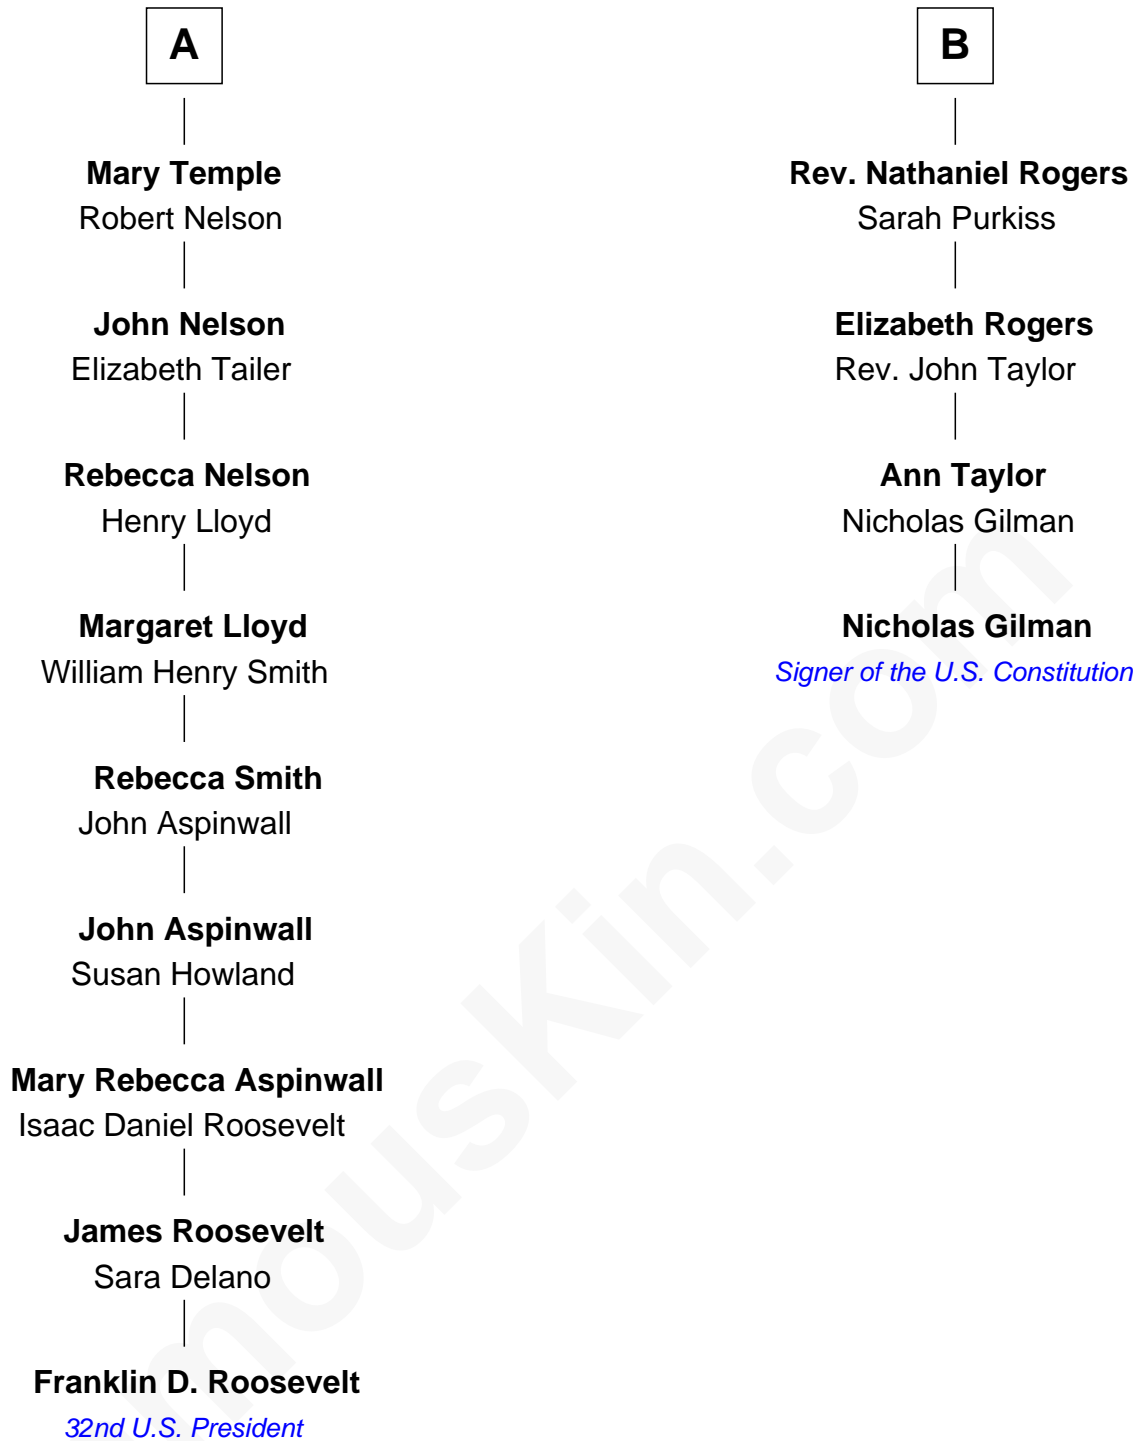 A
Mary Temple
Robert Nelson
John Nelson
Elizabeth Tailer
Rebecca Nelson
Henry Lloyd
Margaret Lloyd
William Henry Smith
Rebecca Smith
John Aspinwall
John Aspinwall
Susan Howland
Mary Rebecca Aspinwall
Isaac Daniel Roosevelt
James Roosevelt
Sara Delano
Franklin D. Roosevelt
32nd U.S. President
B
Rev. Nathaniel Rogers
Sarah Purkiss
Elizabeth Rogers
Rev. John Taylor
Ann Taylor
Nicholas Gilman
Nicholas Gilman
Signer of the U.S. Constitution
mousKin.com